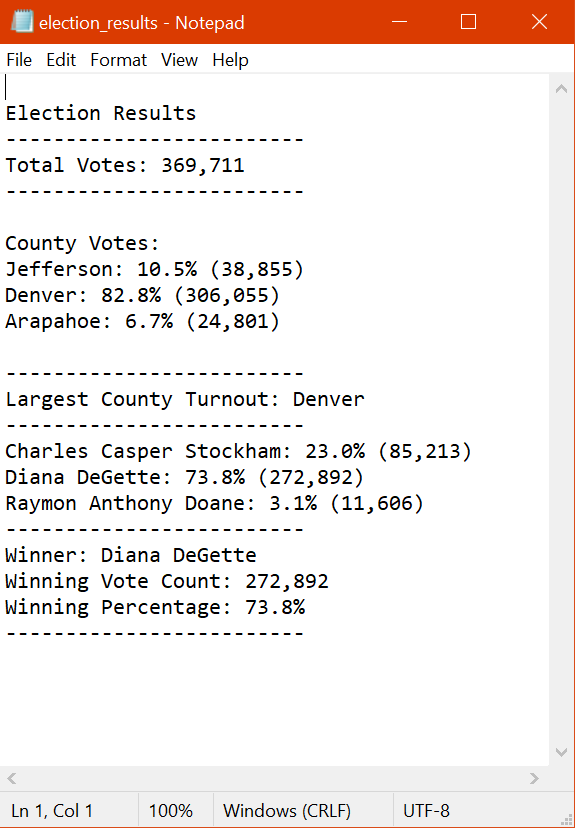 election_results - Notepad
File Edit Format View Help
Election Results
-------------------------
Total Votes: 369,711
-------------------------
County Votes:
Jefferson: 10.5% (38,855)
Denver: 82.8% (306,055)
Arapahoe: 6.7% (24,801)
-------------------------
Largest County Turnout: Denver
-------------------------
Charles Casper Stockham: 23.0% (85,213)
Diana DeGette: 73.8% (272,892)
Raymon Anthony Doane: 3.1% (11,606)
-------------------------
Winner: Diana DeGette
Winning Vote Count: 272,892
Winning Percentage: 73.8%
-------------------------
Ln 1, Col 1 100% Windows (CRLF) UTF-8